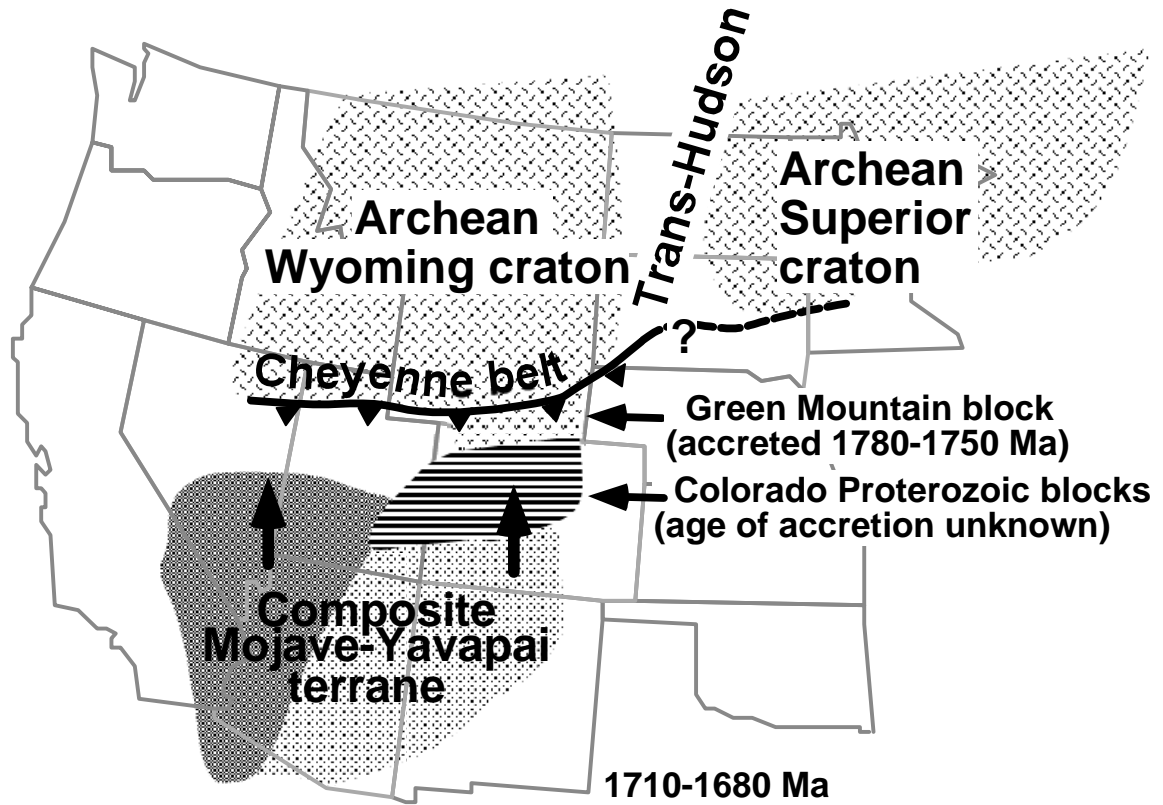 Trans-Hudson
Archean
Wyoming craton
Archean
Superior
craton
?
Cheyenne belt
Green Mountain block
(accreted 1780-1750 Ma)
Colorado Proterozoic blocks
(age of accretion unknown)
Composite
Mojave-Yavapai
terrane
1710-1680 Ma